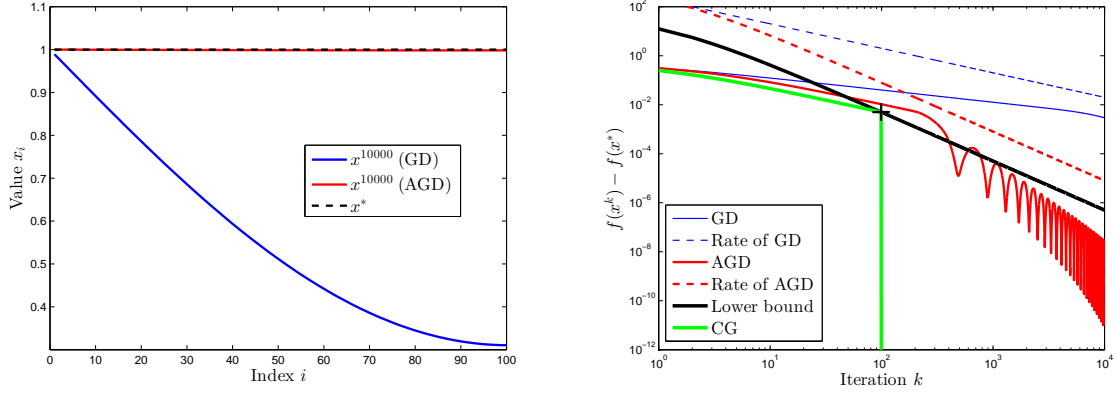 1.1
1
0.9
0.8
0.7
0.6
0.5
0.4
Value x_i
0 10 20 30 40 50 60 70 80 90 100
Index i
x^{10000} (GD)
x^{10000} (AGD)
x^*
10^2
10^0
10^{-2}
10^{-4}
10^{-6}
10^{-8}
10^{-10}
10^{-12}
f(x^k) − f(x^*)
10^0 10^1 10^2 10^3 10^4
Iteration k
GD
Rate of GD
AGD
Rate of AGD
Lower bound
CG